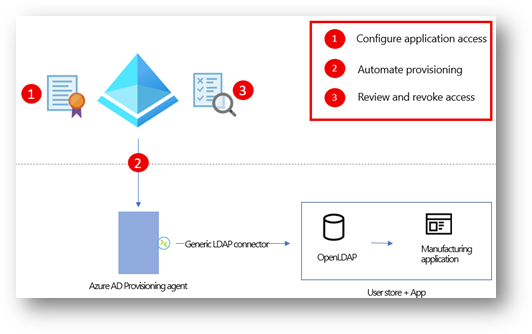 1 Configure application access
2 Automate provisioning
3 Review and revoke access
1
3
2
Generic LDAP connector
OpenLDAP
Manufacturing
application
Azure AD Provisioning agent
User store + App